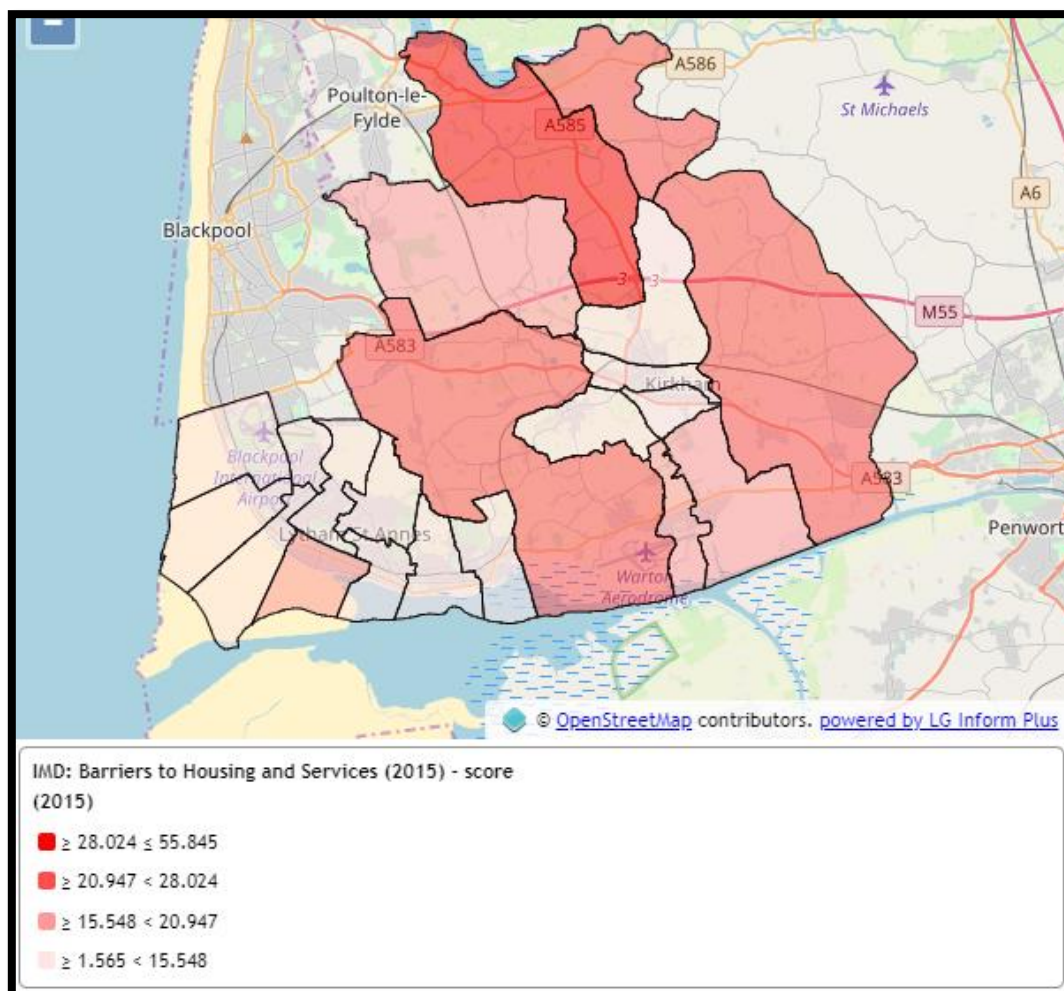 A586
St Michaels
Poulton-le-
Fylde
A585
A6
Blackpool
3
3
M55
A583
Kirkham
Blackpool
International
Airport
A583
Lytham St Annes
Penwort
Warton
Aerodrome
© OpenStreetMap contributors. powered by LG Inform Plus
IMD: Barriers to Housing and Services (2015) - score
(2015)
≥ 28.024 ≤ 55.845
≥ 20.947 < 28.024
≥ 15.548 < 20.947
≥ 1.565 < 15.548